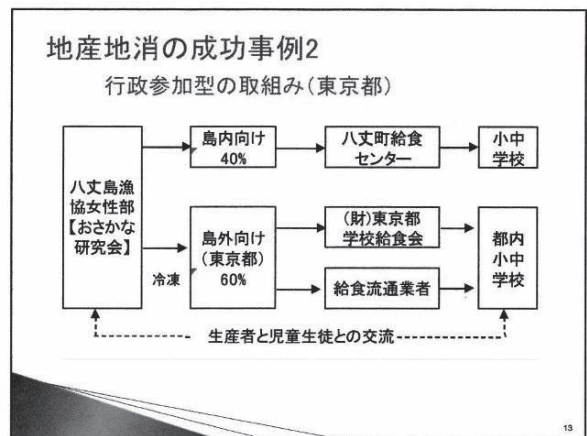 地産地消の成功事例2
行政参加型の取組み(東京都)
八丈島漁
協女性部
【おさかな
研究会】
島内向け
40%
八丈町給食
センター
小中
学校
冷凍
島外向け
(東京都)
60%
(財)東京都
学校給食会
給食流通業者
都内
小中
学校
生産者と児童生徒との交流
13